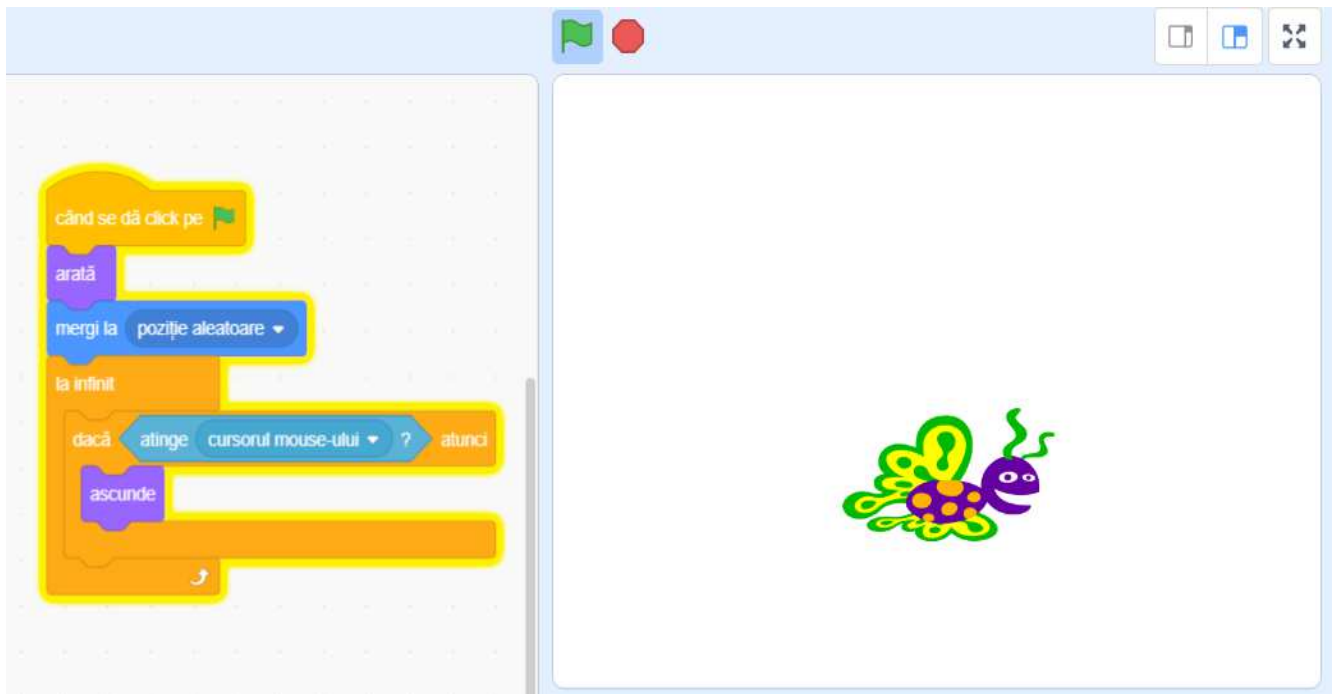 când se dă click pe
arată
mergi la poziție aleatoare
la infinit
dacă atinge cursorul mouse-ului ? atunci
ascunde